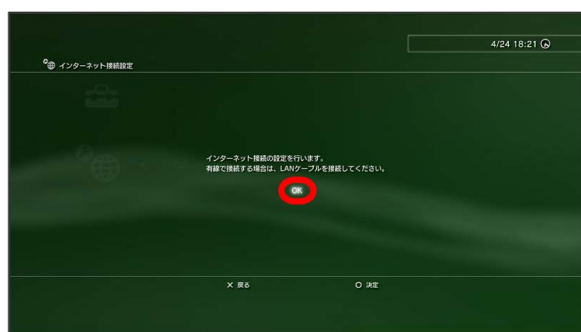 4/24 18:21
インターネット接続設定
インターネット接続の設定を行います。
有線で接続する場合は、LANケーブルを接続してください。
OK
✕ 戻る
○ 決定